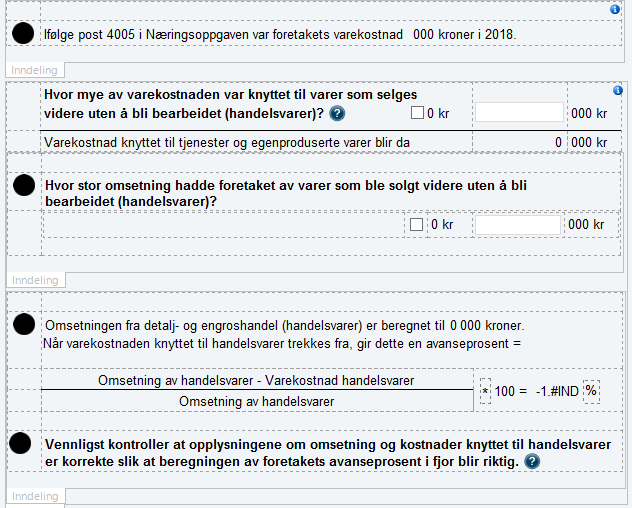 Ifølge post 4005 i Næringsoppgaven var foretakets varekostnad 000 kroner i 2018.
Inndeling
Hvor mye av varekostnaden var knyttet til varer som selges
videre uten å bli bearbeidet (handelsvarer)? ?
0 kr 000 kr
Varekostnad knyttet til tjenester og egenproduserte varer blir da 0 000 kr
Hvor stor omsetning hadde foretaket av varer som ble solgt videre uten å bli
bearbeidet (handelsvarer)?
0 kr 000 kr
Inndeling
Omsetningen fra detalj- og engroshandel (handelsvarer) er beregnet til 0 000 kroner.
Når varekostnaden knyttet til handelsvarer trekkes fra, gir dette en avanseprosent =
Omsetning av handelsvarer - Varekostnad handelsvarer
Omsetning av handelsvarer
* 100 = -1.#IND %
Vennligst kontroller at opplysningene om omsetning og kostnader knyttet til handelsvarer
er korrekte slik at beregningen av foretakets avanseprosent i fjor blir riktig. ?
Inndeling